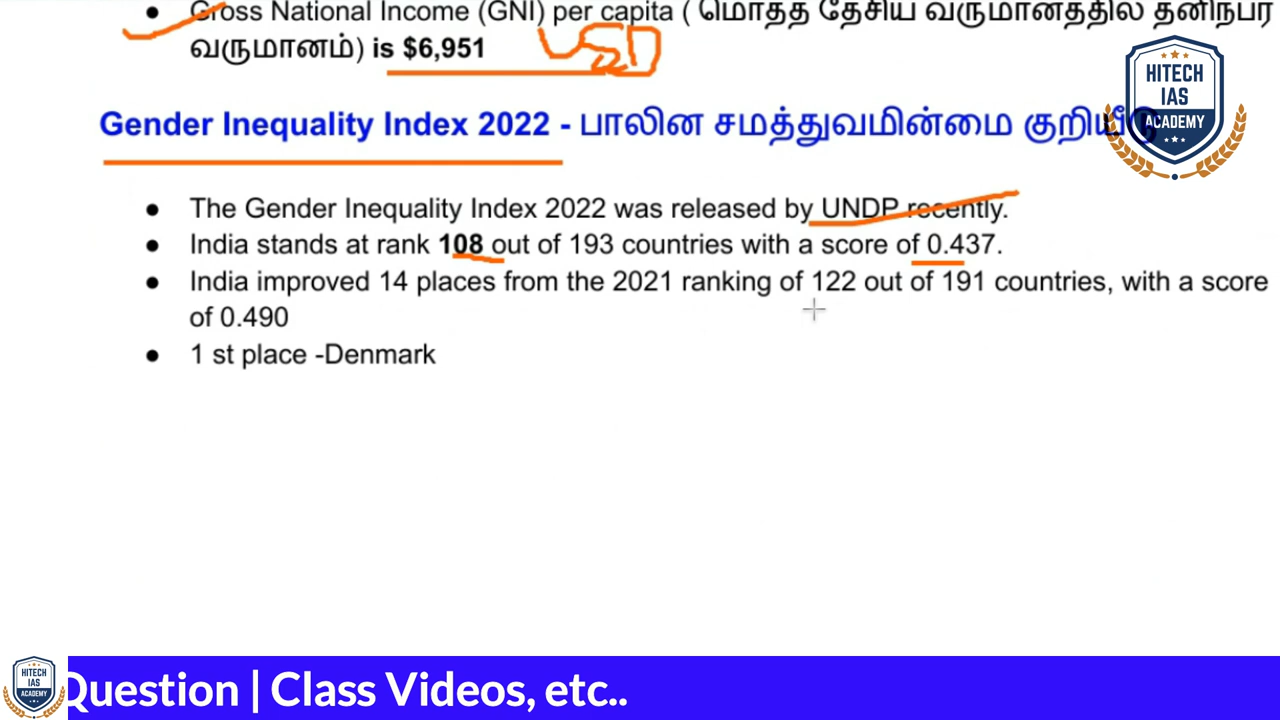 ● Gross National Income (GNI) per capita ( மொத்த தேசிய வருமானத்தில் தனிநபர்
வருமானம்) is $6,951
USD
HITECH
IAS
ACADEMY
Gender Inequality Index 2022 - பாலின சமத்துவமின்மை குறியீடு
● The Gender Inequality Index 2022 was released by UNDP recently.
● India stands at rank 108 out of 193 countries with a score of 0.437.
● India improved 14 places from the 2021 ranking of 122 out of 191 countries, with a score
of 0.490
● 1 st place -Denmark
HITECH
IAS
ACADEMY
Question | Class Videos, etc..